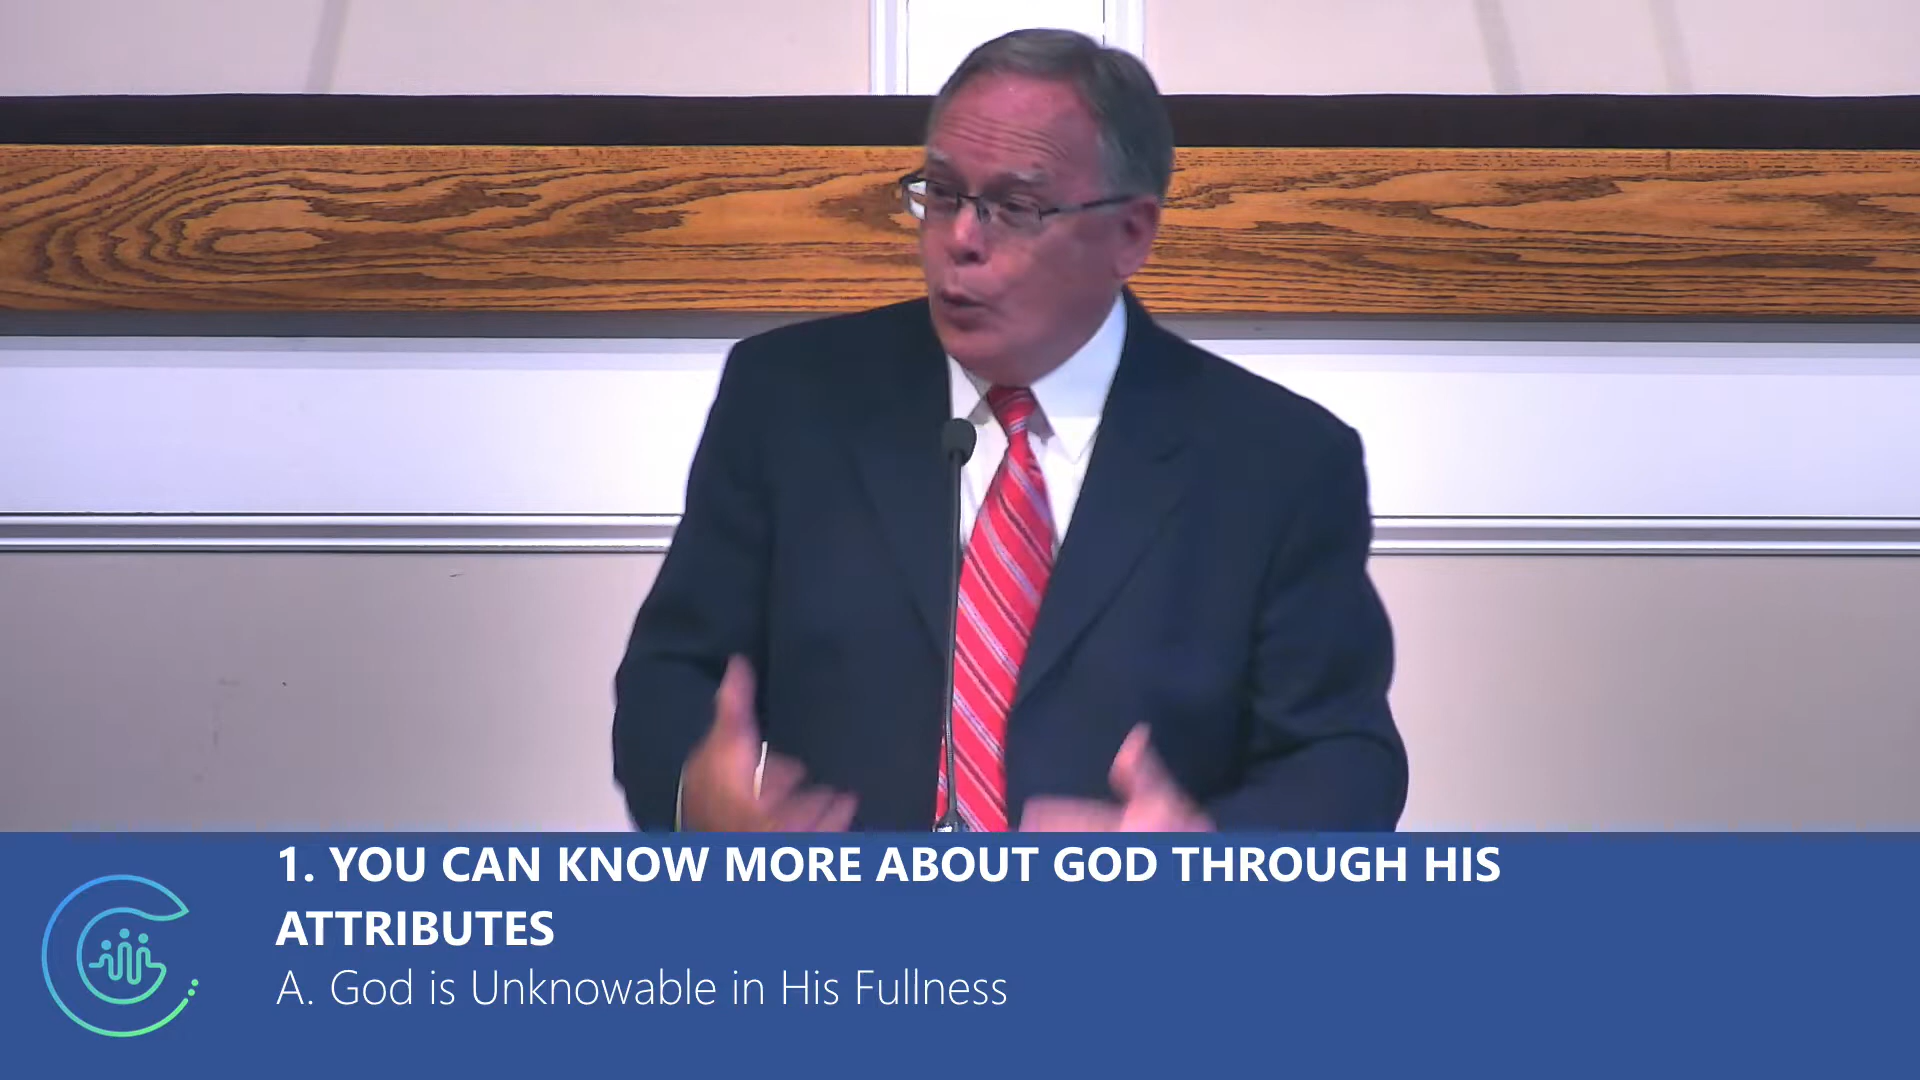 1. YOU CAN KNOW MORE ABOUT GOD THROUGH HIS
ATTRIBUTES
A. God is Unknowable in His Fullness